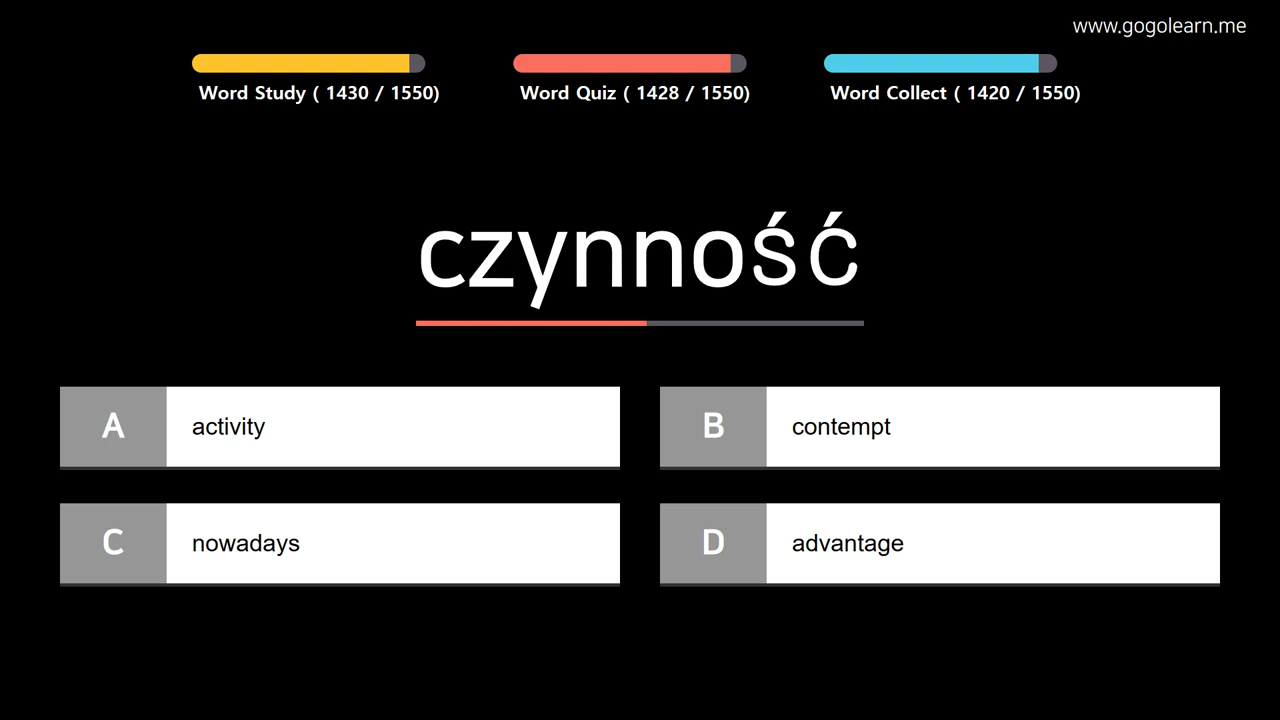 www.gogolearn.me
Word Study ( 1430 / 1550)
Word Quiz ( 1428 / 1550)
Word Collect ( 1420 / 1550)
czynność
A activity
B contempt
C nowadays
D advantage